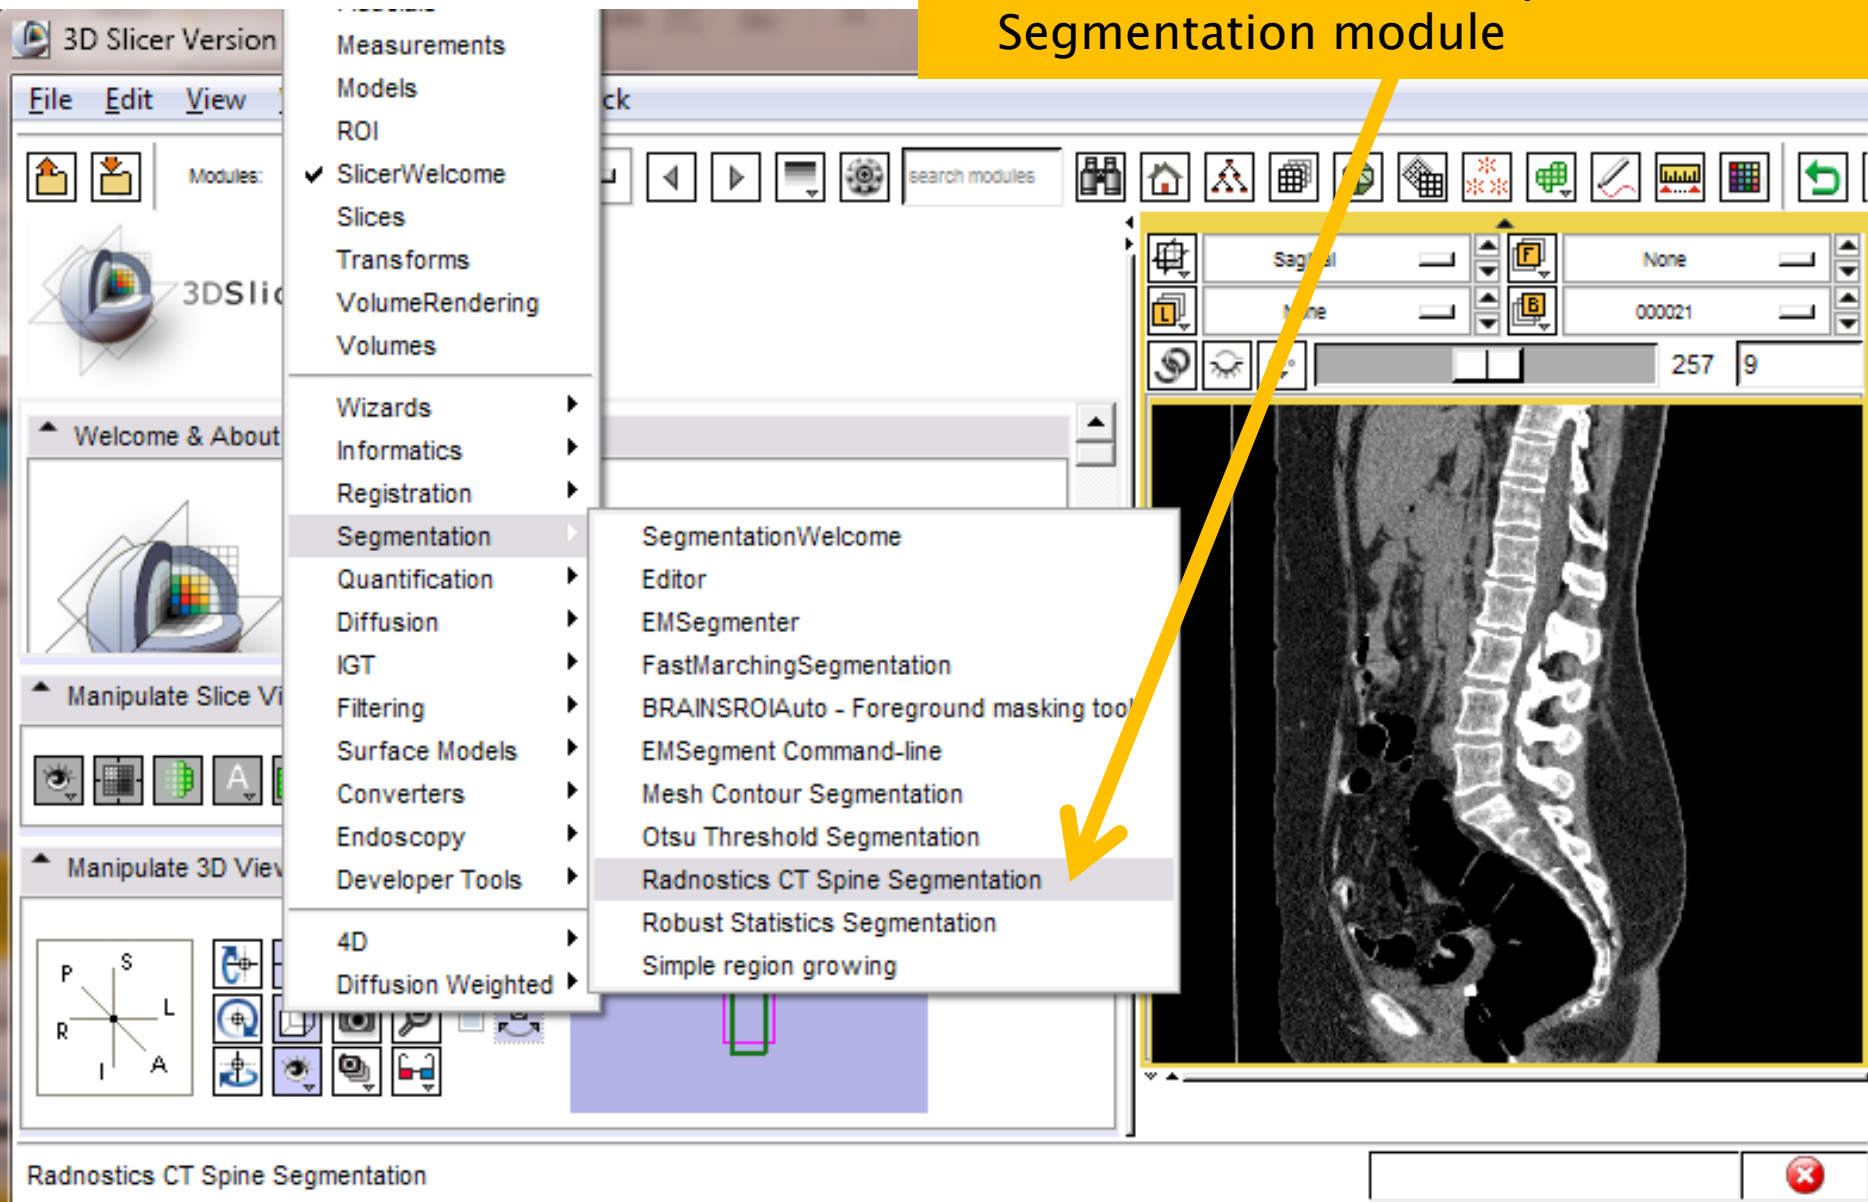 Segmentation module
3D Slicer Version
File Edit View
ck
Modules:
search modules
Measurements
Models
ROI
SlicerWelcome
Slices
Transforms
VolumeRendering
Volumes
Wizards
Informatics
Registration
Segmentation
Quantification
Diffusion
IGT
Filtering
Surface Models
Converters
Endoscopy
Developer Tools
4D
Diffusion Weighted
SegmentationWelcome
Editor
EMSegmenter
FastMarchingSegmentation
BRAINSROIAuto - Foreground masking tool
EMSegment Command-line
Mesh Contour Segmentation
Otsu Threshold Segmentation
Radnostics CT Spine Segmentation
Robust Statistics Segmentation
Simple region growing
3DSlic
Welcome & About
Manipulate Slice Vi
Manipulate 3D View
P S
L
R
I A
F None
L
B 000021
257 9
A
Radnostics CT Spine Segmentation